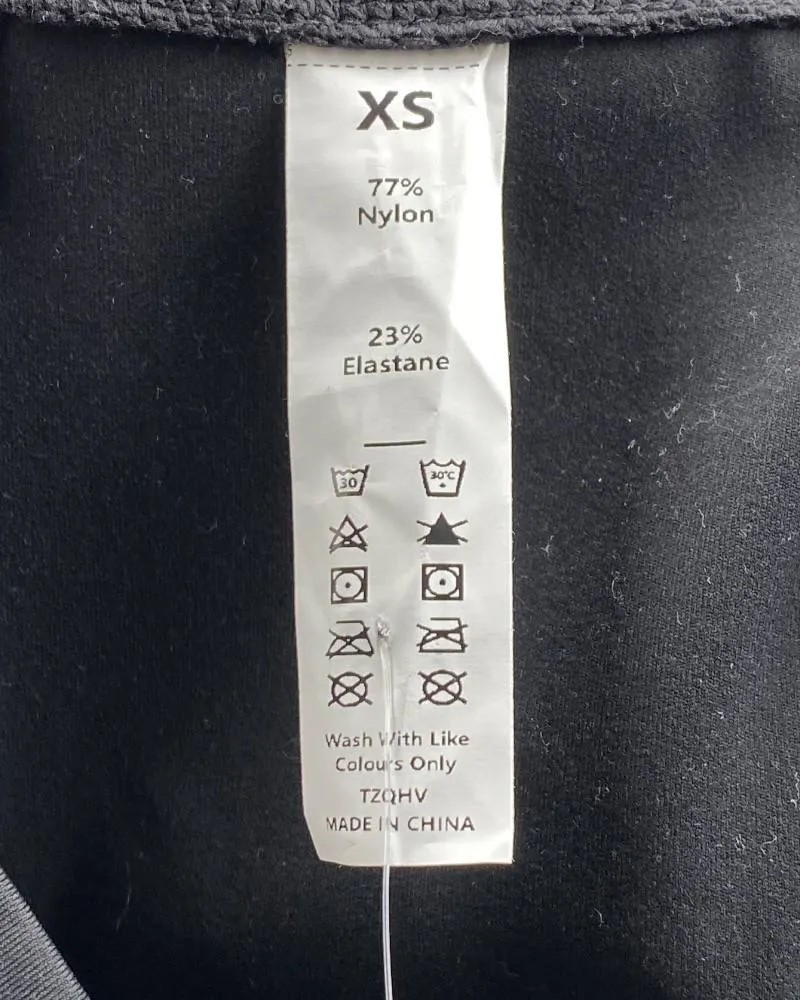 XS
77%
Nylon
23%
Elastane
30 30°C
Wash With Like
Colours Only
TZQHV
MADE IN CHINA